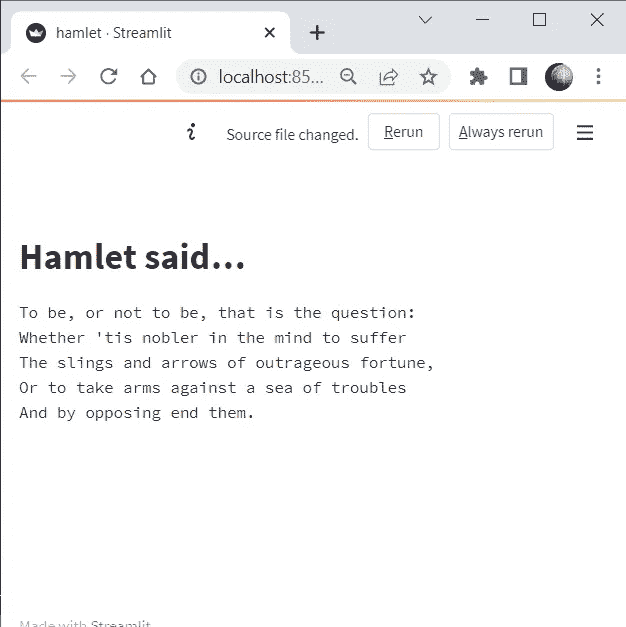 hamlet · Streamlit
localhost:85...
Source file changed. Rerun Always rerun
Hamlet said...
To be, or not to be, that is the question:
Whether 'tis nobler in the mind to suffer
The slings and arrows of outrageous fortune,
Or to take arms against a sea of troubles
And by opposing end them.
Made with Streamlit